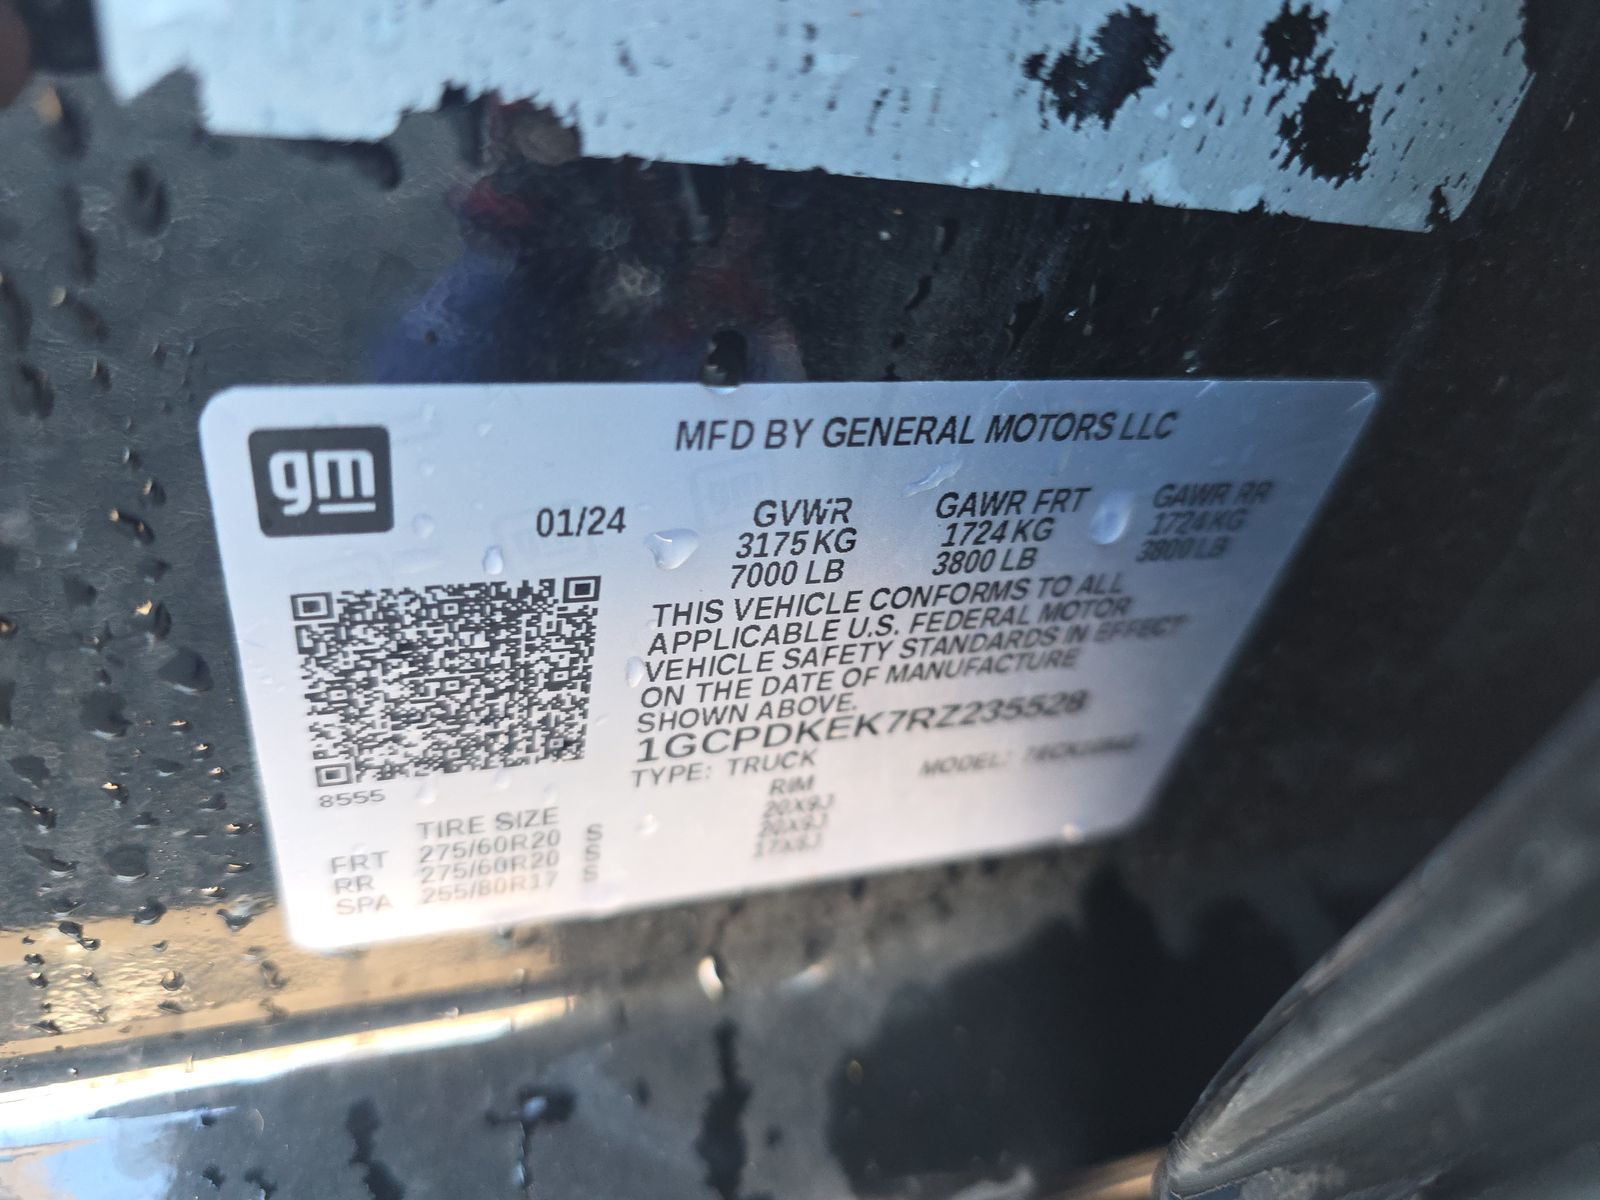 gm
MFD BY GENERAL MOTORS LLC
01/24
GVWR GAWR FRT GAWR RR
3175 KG 1724 KG 1724 KG
7000 LB 3800 LB 3800 LB
THIS VEHICLE CONFORMS TO ALL
APPLICABLE U.S. FEDERAL MOTOR
VEHICLE SAFETY STANDARDS IN EFFECT
ON THE DATE OF MANUFACTURE
SHOWN ABOVE.
1GCPDKEK7RZ235528
TYPE: TRUCK MODEL:
8555
TIRE SIZE RIM
FRT 275/60R20 S 20X9J
RR 275/60R20 S 20X9J
SPA 255/80R17 S